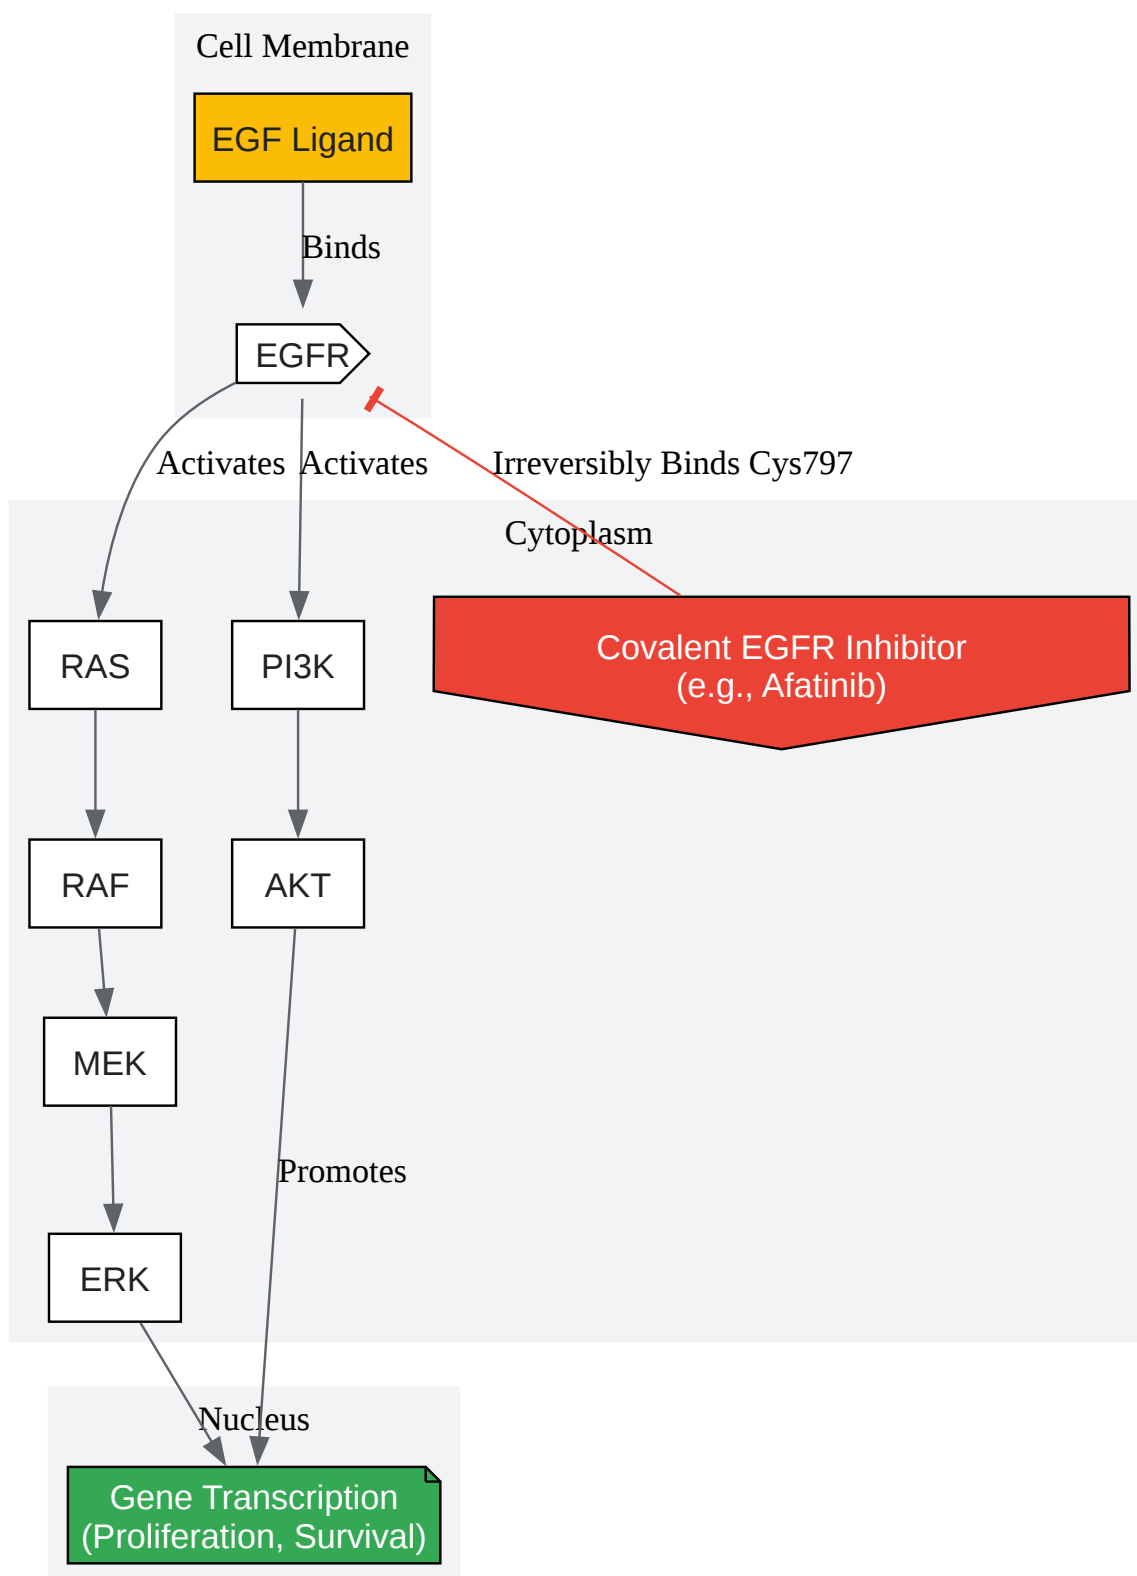 Cell Membrane
EGF Ligand
Binds
EGFR
Activates
Activates
Irreversibly Binds Cys797
Cytoplasm
RAS
PI3K
Covalent EGFR Inhibitor
(e.g., Afatinib)
RAF
AKT
MEK
Promotes
ERK
Nucleus
Gene Transcription
(Proliferation, Survival)